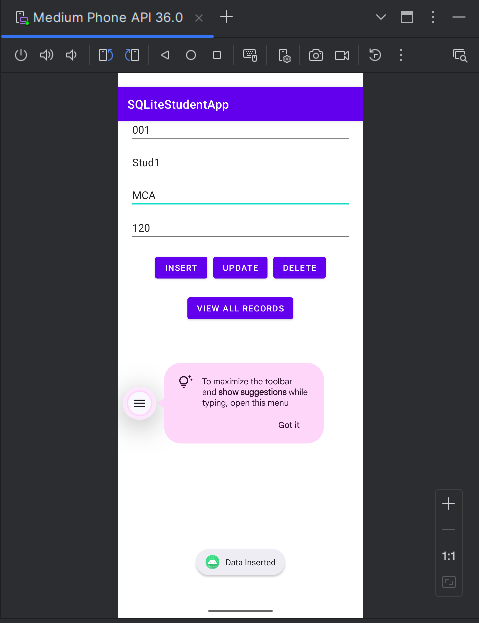 Medium Phone API 36.0
SQLiteStudentApp
001
Stud1
MCA
120
INSERT UPDATE DELETE
VIEW ALL RECORDS
To maximize the toolbar
and show suggestions while
typing, open this menu
Got it
Data Inserted
1:1